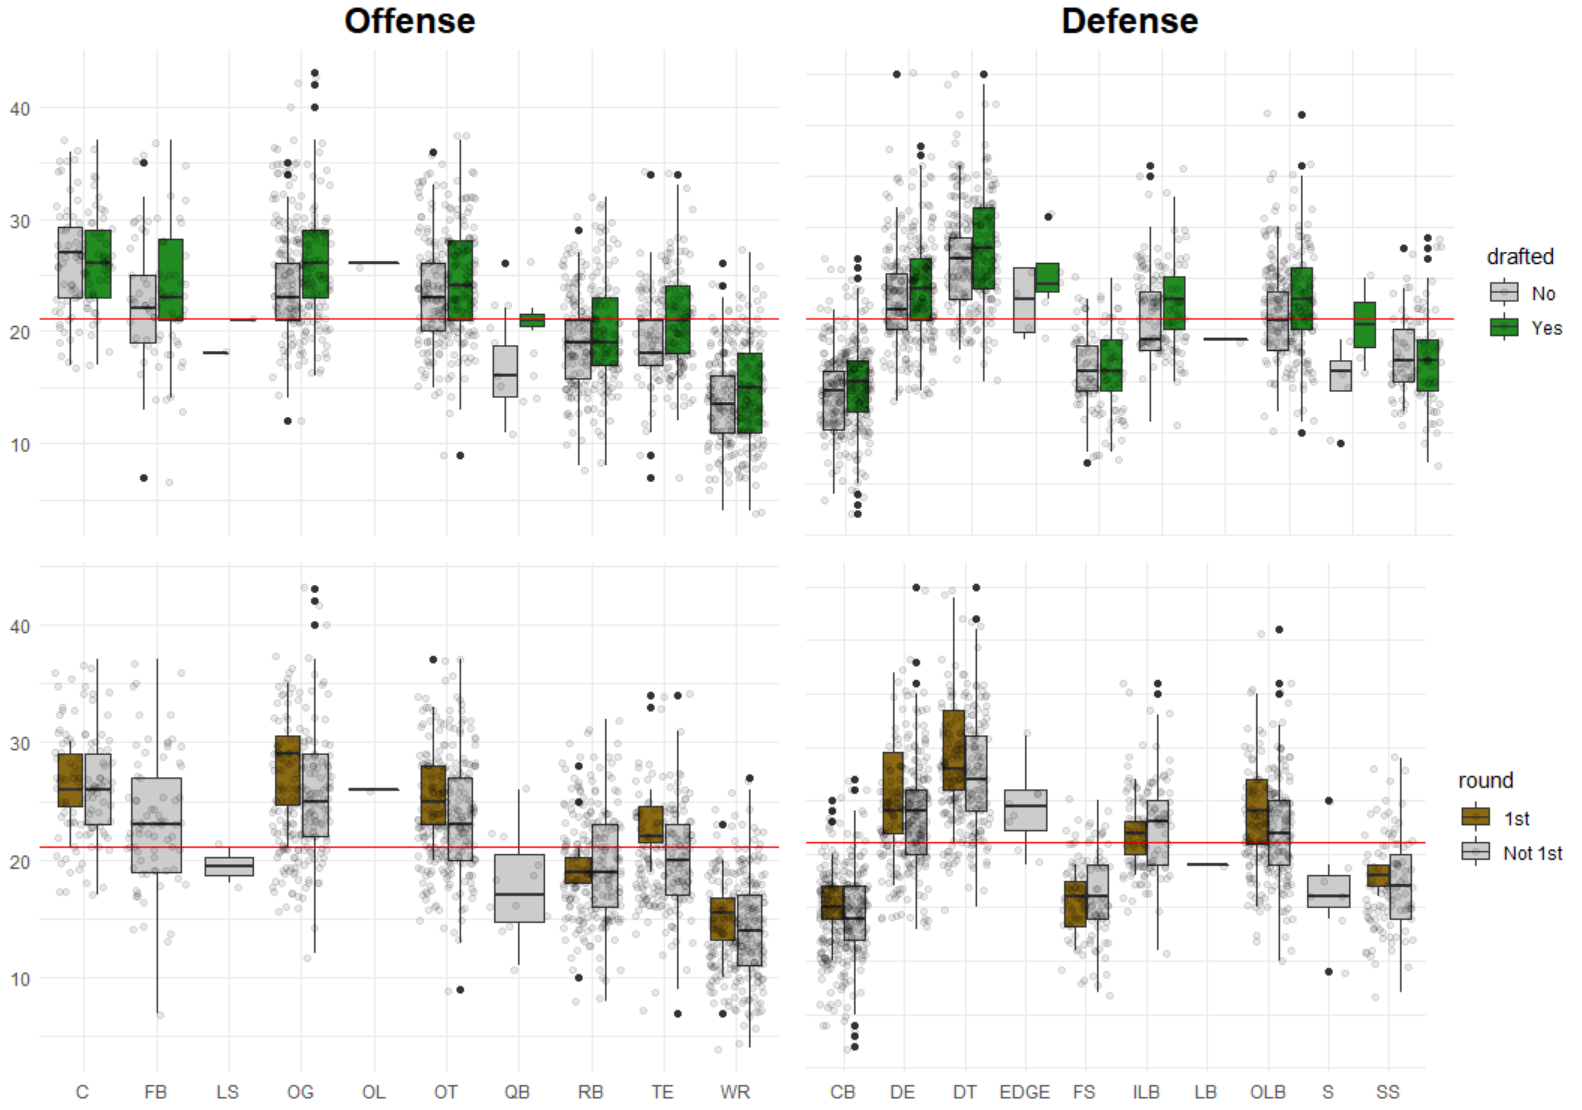 Offense
Defense
40
30
20
10
drafted
No
Yes
40
30
20
10
round
1st
Not 1st
C FB LS OG OL OT QB RB TE WR
CB DE DT EDGE FS ILB LB OLB S SS